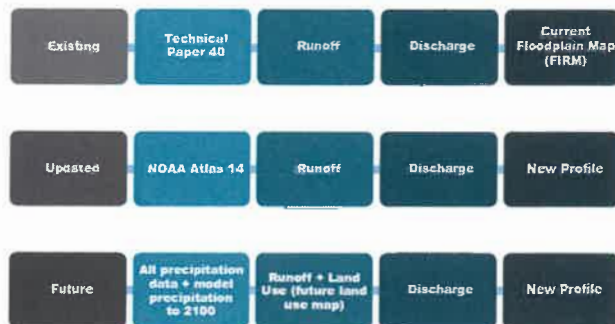 Existing
Technical
Paper 40
Runoff
Discharge
Current
Floodplain Map
(FIRM)
Updated
NOAA Atlas 14
Runoff
Discharge
New Profile
Future
All precipitation
data + model
precipitation
to 2100
Runoff + Land
Use (future land
use map)
Discharge
New Profile